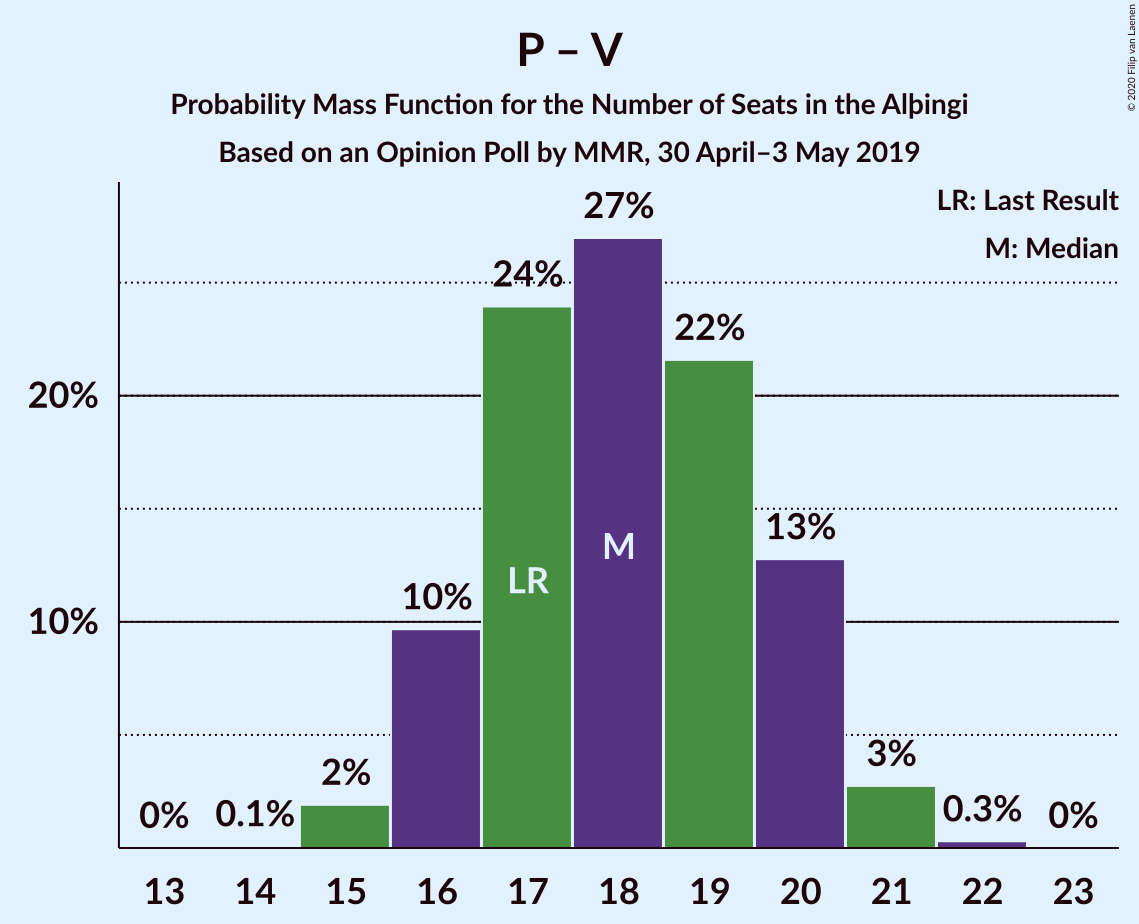 P – V
Probability Mass Function for the Number of Seats in the Alþingi
Based on an Opinion Poll by MMR, 30 April–3 May 2019
© 2020 Filip van Laenen
LR: Last Result
M: Median
27%
24%
22%
20%
13%
M
LR
10%
10%
3%
2%
0%
0.1%
0.3%
0%
13 14 15 16 17 18 19 20 21 22 23